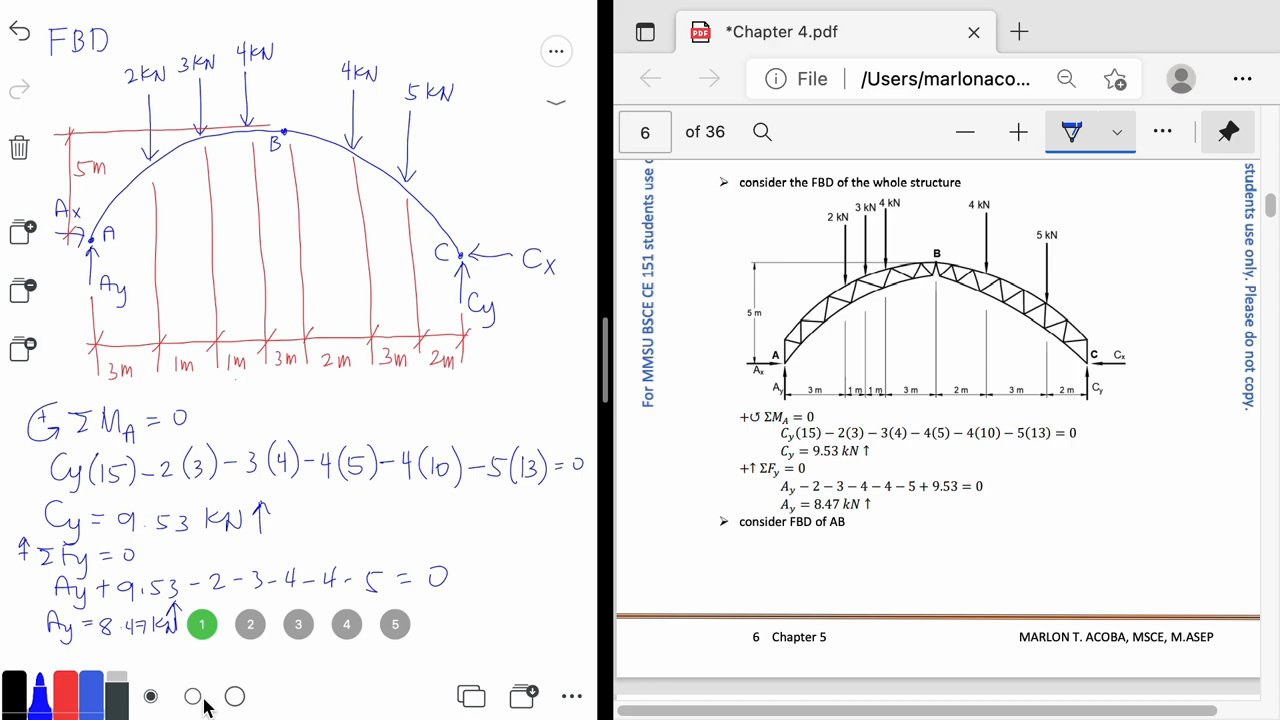 FBD
2KN
3KN
4KN
4KN
5KN
B
5m
Ax
A
Ay
C
Cx
Cy
3m 1m 1m 3m 2m 3m 2m
+ ΣM_A = 0
Cy(15) - 2(3) - 3(4) - 4(5) - 4(10) - 5(13) = 0
Cy = 9.53 KN↑
+↑ ΣFy = 0
Ay + 9.53 - 2 - 3 - 4 - 4 - 5 = 0
Ay = 8.47 KN↑
1 2 3 4 5
*Chapter 4.pdf
File
/Users/marlonaco...
6 of 36
For MMSU BSCE CE 151 students use o
students use only. Please do not copy.
➢ consider the FBD of the whole structure
2 kN
3 kN
4 kN
4 kN
5 kN
B
5 m
A
C
Cx
Ax
Ay
Cy
3 m 1 m 1 m 3 m 2 m 3 m 2 m
+↺ ΣM_A = 0
C_y(15) − 2(3) − 3(4) − 4(5) − 4(10) − 5(13) = 0
C_y = 9.53 kN ↑
+↑ ΣF_y = 0
A_y − 2 − 3 − 4 − 4 − 5 + 9.53 = 0
A_y = 8.47 kN ↑
➢ consider FBD of AB
6 Chapter 5
MARLON T. ACOBA, MSCE, M.ASEP